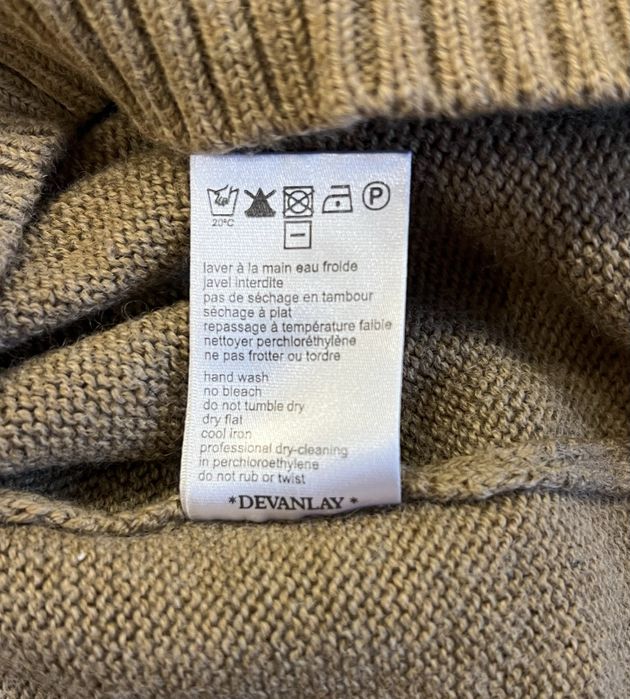 P
20°C
laver à la main eau froide
javel interdite
pas de séchage en tambour
séchage à plat
repassage à température faible
nettoyer perchloréthylène
ne pas frotter ou tordre
hand wash
no bleach
do not tumble dry
dry flat
cool iron
professional dry-cleaning
in perchloroethylene
do not rub or twist
*DEVANLAY*